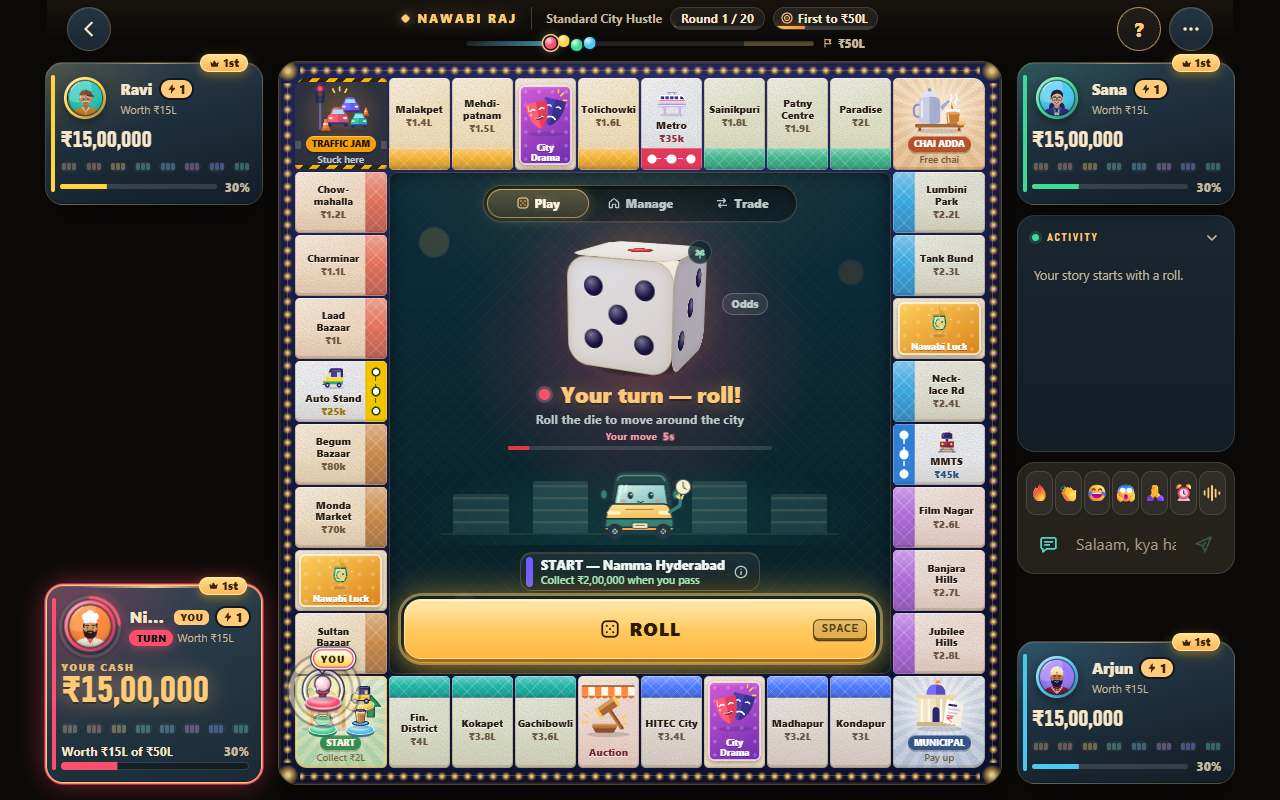 NAWABI RAJ
Standard City Hustle
Round 1 / 20
First to ₹50L
₹50L
?
1st
Ravi
1
Worth ₹15L
₹15,00,000
30%
1st
Sana
1
Worth ₹15L
₹15,00,000
30%
ACTIVITY
Your story starts with a roll.
Salaam, kya ha
1st
Ni...
YOU
1
TURN
Worth ₹15L
YOUR CASH
₹15,00,000
Worth ₹15L of ₹50L
30%
1st
Arjun
1
Worth ₹15L
₹15,00,000
30%
TRAFFIC JAM
Stuck here
Malakpet
₹1.4L
Mehdi-
patnam
₹1.5L
City
Drama
Tolichowki
₹1.6L
Metro
₹35k
Sainikpuri
₹1.8L
Patny
Centre
₹1.9L
Paradise
₹2L
CHAI ADDA
Free chai
Chow-
mahalla
₹1.2L
Charminar
₹1.1L
Laad
Bazaar
₹1L
Auto Stand
₹25k
Begum
Bazaar
₹80k
Monda
Market
₹70k
Nawabi Luck
Sultan
Bazaar
YOU
START
Collect ₹2L
Play
Manage
Trade
Odds
Your turn — roll!
Roll the die to move around the city
Your move 5s
START — Namma Hyderabad
Collect ₹2,00,000 when you pass
ROLL
SPACE
Lumbini
Park
₹2.2L
Tank Bund
₹2.3L
Nawabi Luck
Neck-
lace Rd
₹2.4L
MMTS
₹45k
Film Nagar
₹2.6L
Banjara
Hills
₹2.7L
Jubilee
Hills
₹2.8L
Fin.
District
₹4L
Kokapet
₹3.8L
Gachibowli
₹3.6L
Auction
HITEC City
₹3.4L
City
Drama
Madhapur
₹3.2L
Kondapur
₹3L
MUNICIPAL
Pay up